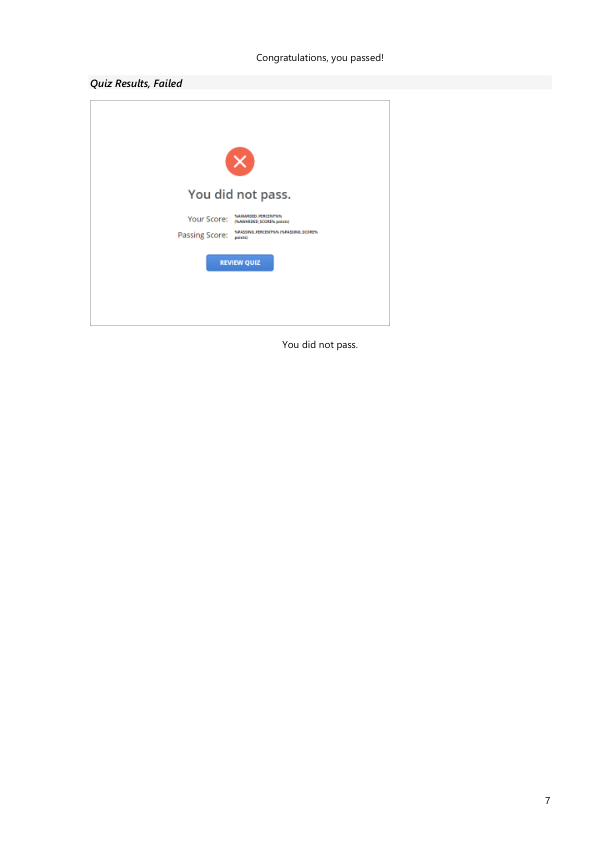 Congratulations, you passed!
Quiz Results, Failed
You did not pass.
Your Score: %AWARDED_PERCENT%%
(%AWARDED_SCORE% points)
Passing Score: %PASSING_PERCENT%% (%PASSING_SCORE%
points)
REVIEW QUIZ
You did not pass.
7